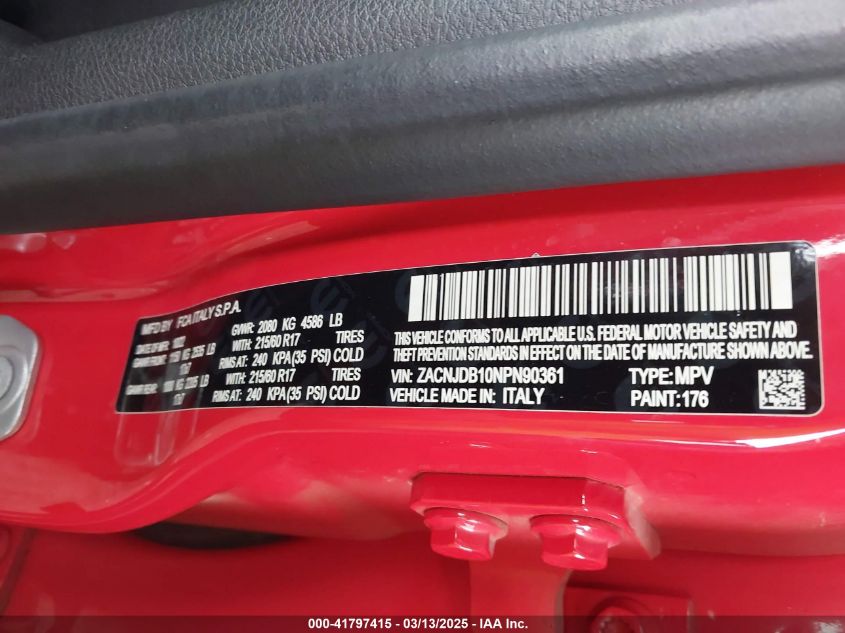 MFD BY FCA ITALY S.P.A.
GVWR: 2080 KG 4586 LB
WITH: 215/60 R17 TIRES
RIMS AT: 240 KPA (35 PSI) COLD
WITH: 215/60 R17 TIRES
RIMS AT: 240 KPA (35 PSI) COLD
THIS VEHICLE CONFORMS TO ALL APPLICABLE U.S. FEDERAL MOTOR VEHICLE SAFETY AND
THEFT PREVENTION STANDARDS IN EFFECT ON THE DATE OF MANUFACTURE SHOWN ABOVE.
VIN: ZACNJDB10NPN90361 TYPE: MPV
VEHICLE MADE IN: ITALY PAINT: 176
000-41797415 - 03/13/2025 - IAA Inc.